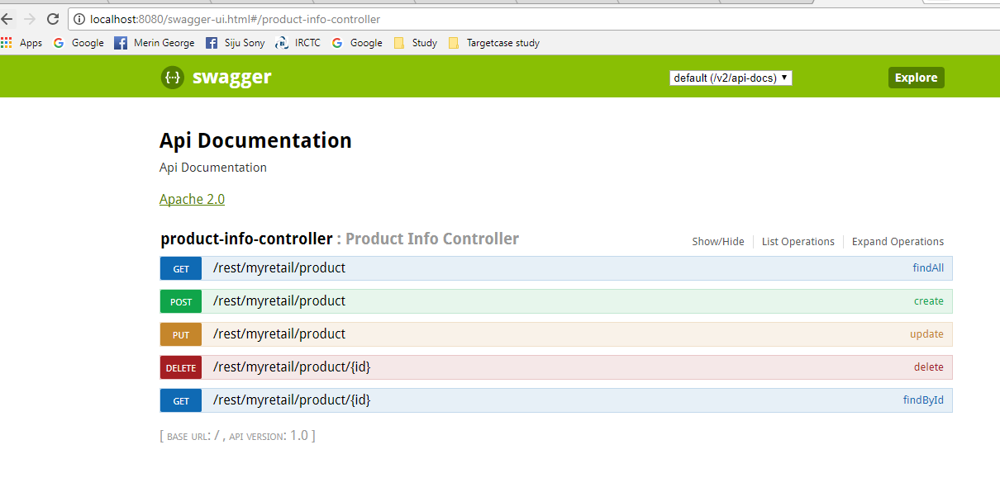 localhost:8080/swagger-ui.html#/product-info-controller
Apps Google Merin George Siju Sony IRCTC Google Study Targetcase study
{···} swagger default (/v2/api-docs) Explore
Api Documentation
Api Documentation
Apache 2.0
product-info-controller : Product Info Controller Show/Hide List Operations Expand Operations
GET /rest/myretail/product findAll
POST /rest/myretail/product create
PUT /rest/myretail/product update
DELETE /rest/myretail/product/{id} delete
GET /rest/myretail/product/{id} findById
[ BASE URL: / , API VERSION: 1.0 ]